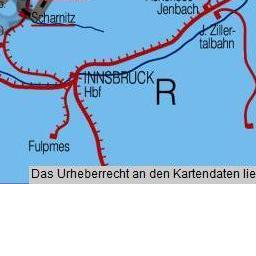 Jenbach
Scharnitz
J. Ziller-
talbahn
INNSBRUCK
Hbf
R
Fulpmes
Das Urheberrecht an den Kartendaten lie